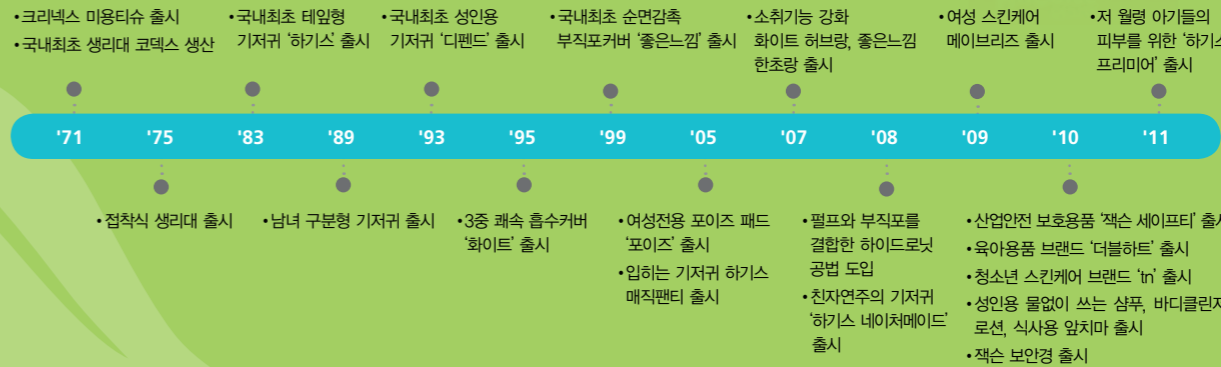 •크리넥스 미용티슈 출시
•국내최초 생리대 코덱스 생산
•국내최초 테잎형
기저귀 ‘하기스’ 출시
•국내최초 성인용
기저귀 ‘디펜드’ 출시
•국내최초 순면감촉
부직포커버 ‘좋은느낌’ 출시
•소취기능 강화
화이트 허브랑, 좋은느낌
한초랑 출시
•여성 스킨케어
메이브리즈 출시
•저 월령 아기들의
피부를 위한 ‘하기스
프리미어’ 출시
'71 '75 '83 '89 '93 '95 '99 '05 '07 '08 '09 '10 '11
•접착식 생리대 출시
•남녀 구분형 기저귀 출시
•3중 쾌속 흡수커버
‘화이트’ 출시
•여성전용 포이즈 패드
‘포이즈’ 출시
•입히는 기저귀 하기스
매직팬티 출시
•펄프와 부직포를
결합한 하이드로닛
공법 도입
•친자연주의 기저귀
‘하기스 네이처메이드’
출시
•산업안전 보호용품 ‘잭슨 세이프티’ 출시
•육아용품 브랜드 ‘더블하트’ 출시
•청소년 스킨케어 브랜드 ‘tn’ 출시
•성인용 물없이 쓰는 샴푸, 바디클린저
로션, 식사용 앞치마 출시
•잭슨 보안경 출시